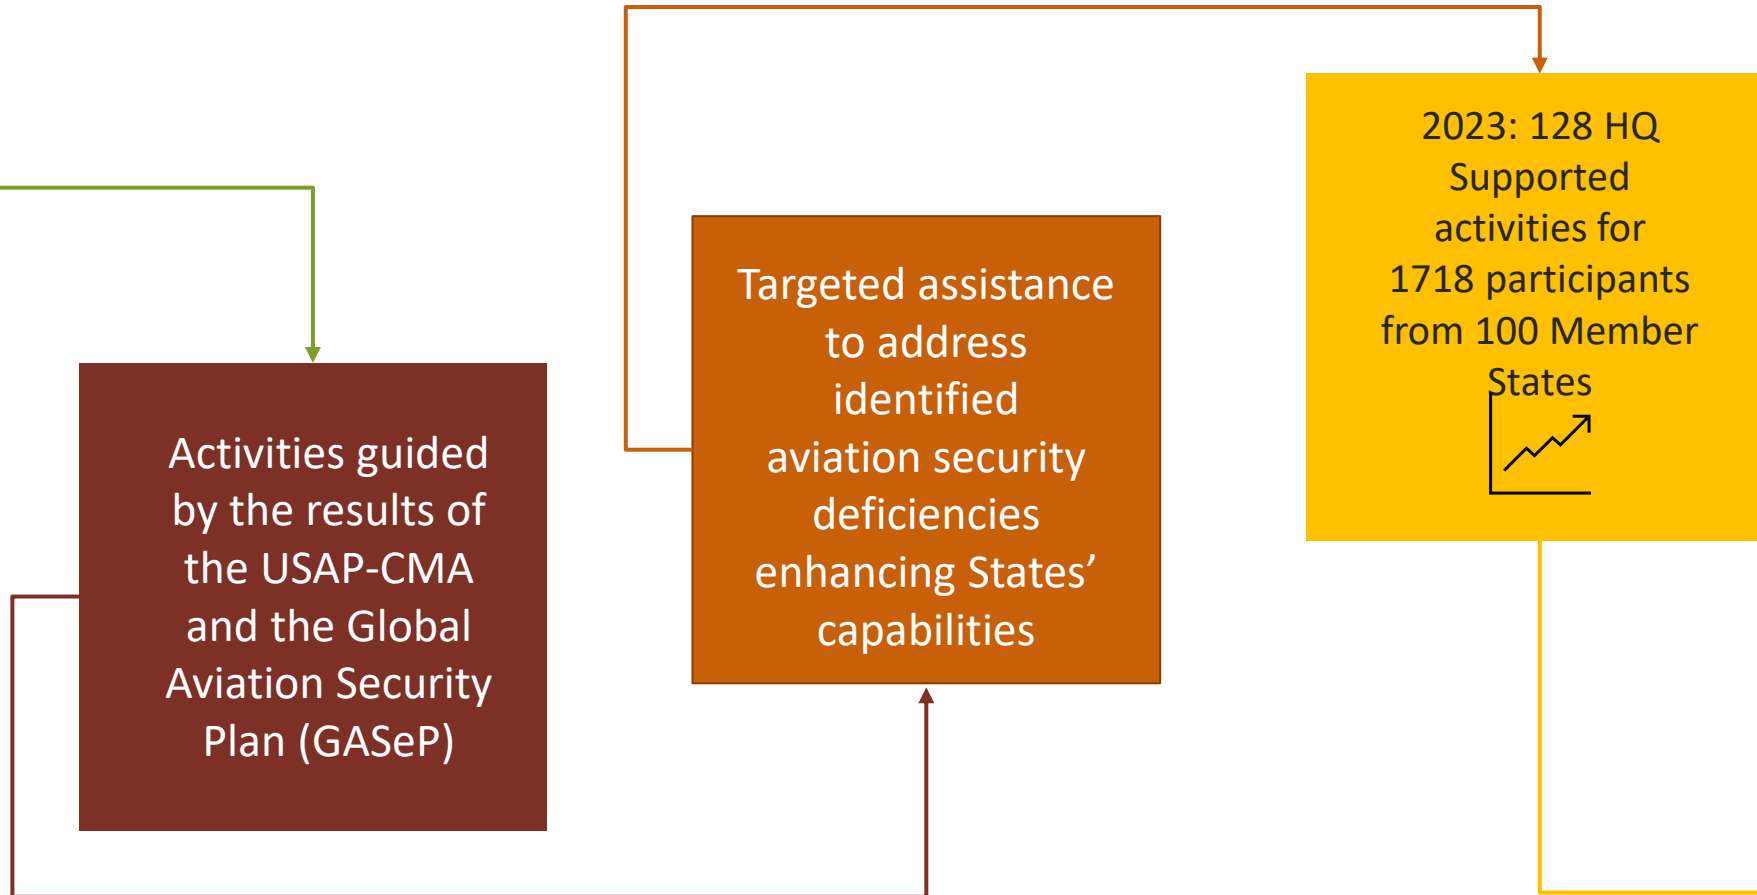 Activities guided
by the results of
the USAP-CMA
and the Global
Aviation Security
Plan (GASeP)
Targeted assistance
to address
identified
aviation security
deficiencies
enhancing States’
capabilities
2023: 128 HQ
Supported
activities for
1718 participants
from 100 Member
States